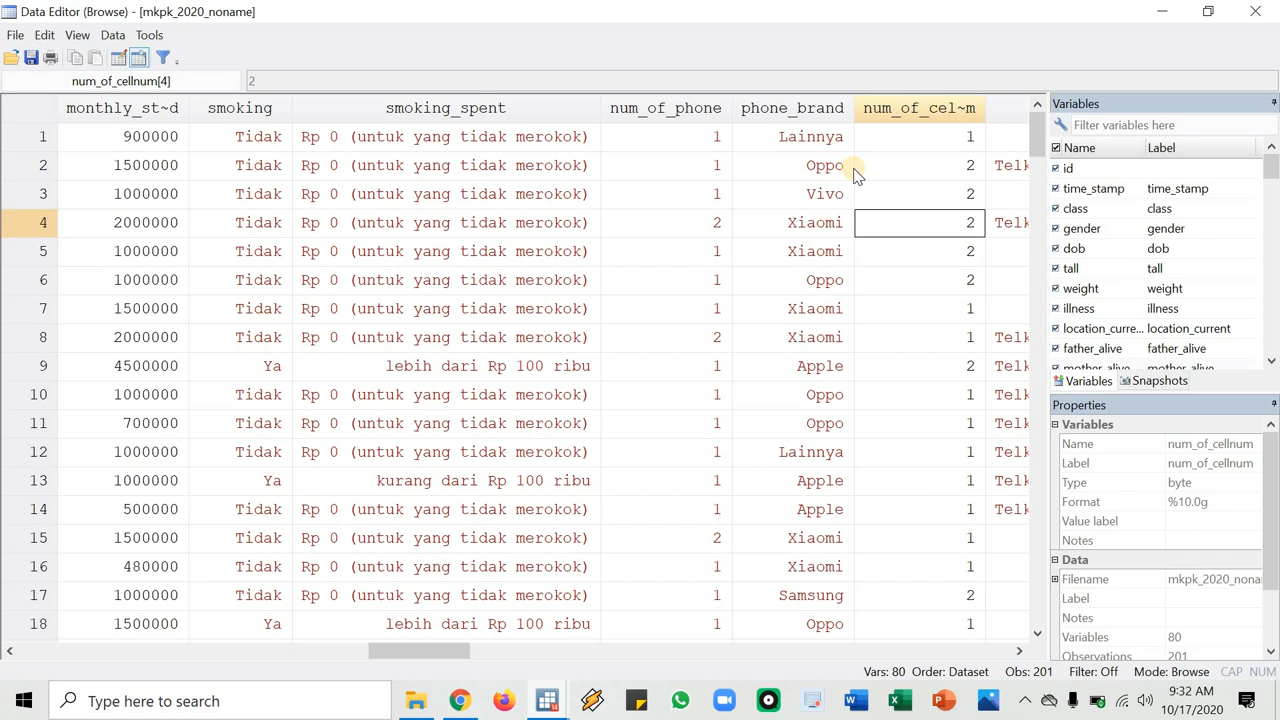 Data Editor (Browse) - [mkpk_2020_noname]
File Edit View Data Tools
num_of_cellnum[4] 2
monthly_st~d smoking smoking_spent num_of_phone phone_brand num_of_cel~m
1 900000 Tidak Rp 0 (untuk yang tidak merokok) 1 Lainnya 1
2 1500000 Tidak Rp 0 (untuk yang tidak merokok) 1 Oppo 2 Telk
3 1000000 Tidak Rp 0 (untuk yang tidak merokok) 1 Vivo 2
4 2000000 Tidak Rp 0 (untuk yang tidak merokok) 2 Xiaomi 2 Telk
5 1000000 Tidak Rp 0 (untuk yang tidak merokok) 1 Xiaomi 2
6 1000000 Tidak Rp 0 (untuk yang tidak merokok) 1 Oppo 2
7 1500000 Tidak Rp 0 (untuk yang tidak merokok) 1 Xiaomi 1
8 2000000 Tidak Rp 0 (untuk yang tidak merokok) 2 Xiaomi 1 Telk
9 4500000 Ya lebih dari Rp 100 ribu 1 Apple 2 Telk
10 1000000 Tidak Rp 0 (untuk yang tidak merokok) 1 Oppo 1 Telk
11 700000 Tidak Rp 0 (untuk yang tidak merokok) 1 Oppo 1 Telk
12 1000000 Tidak Rp 0 (untuk yang tidak merokok) 1 Lainnya 1 Telk
13 1000000 Ya kurang dari Rp 100 ribu 1 Apple 1 Telk
14 500000 Tidak Rp 0 (untuk yang tidak merokok) 1 Apple 1 Telk
15 1500000 Tidak Rp 0 (untuk yang tidak merokok) 2 Xiaomi 1
16 480000 Tidak Rp 0 (untuk yang tidak merokok) 1 Xiaomi 1
17 1000000 Tidak Rp 0 (untuk yang tidak merokok) 1 Samsung 2
18 1500000 Ya lebih dari Rp 100 ribu 1 Oppo 1
Variables
Filter variables here
Name Label
id
time_stamp time_stamp
class class
gender gender
dob dob
tall tall
weight weight
illness illness
location_curre... location_current
father_alive father_alive
mother_alive mother_alive
Variables Snapshots
Properties
Variables
Name num_of_cellnum
Label num_of_cellnum
Type byte
Format %10.0g
Value label
Notes
Data
Filename mkpk_2020_nona
Label
Notes
Variables 80
Observations 201
Vars: 80 Order: Dataset Obs: 201 Filter: Off Mode: Browse CAP NUM
Type here to search
9:32 AM
10/17/2020